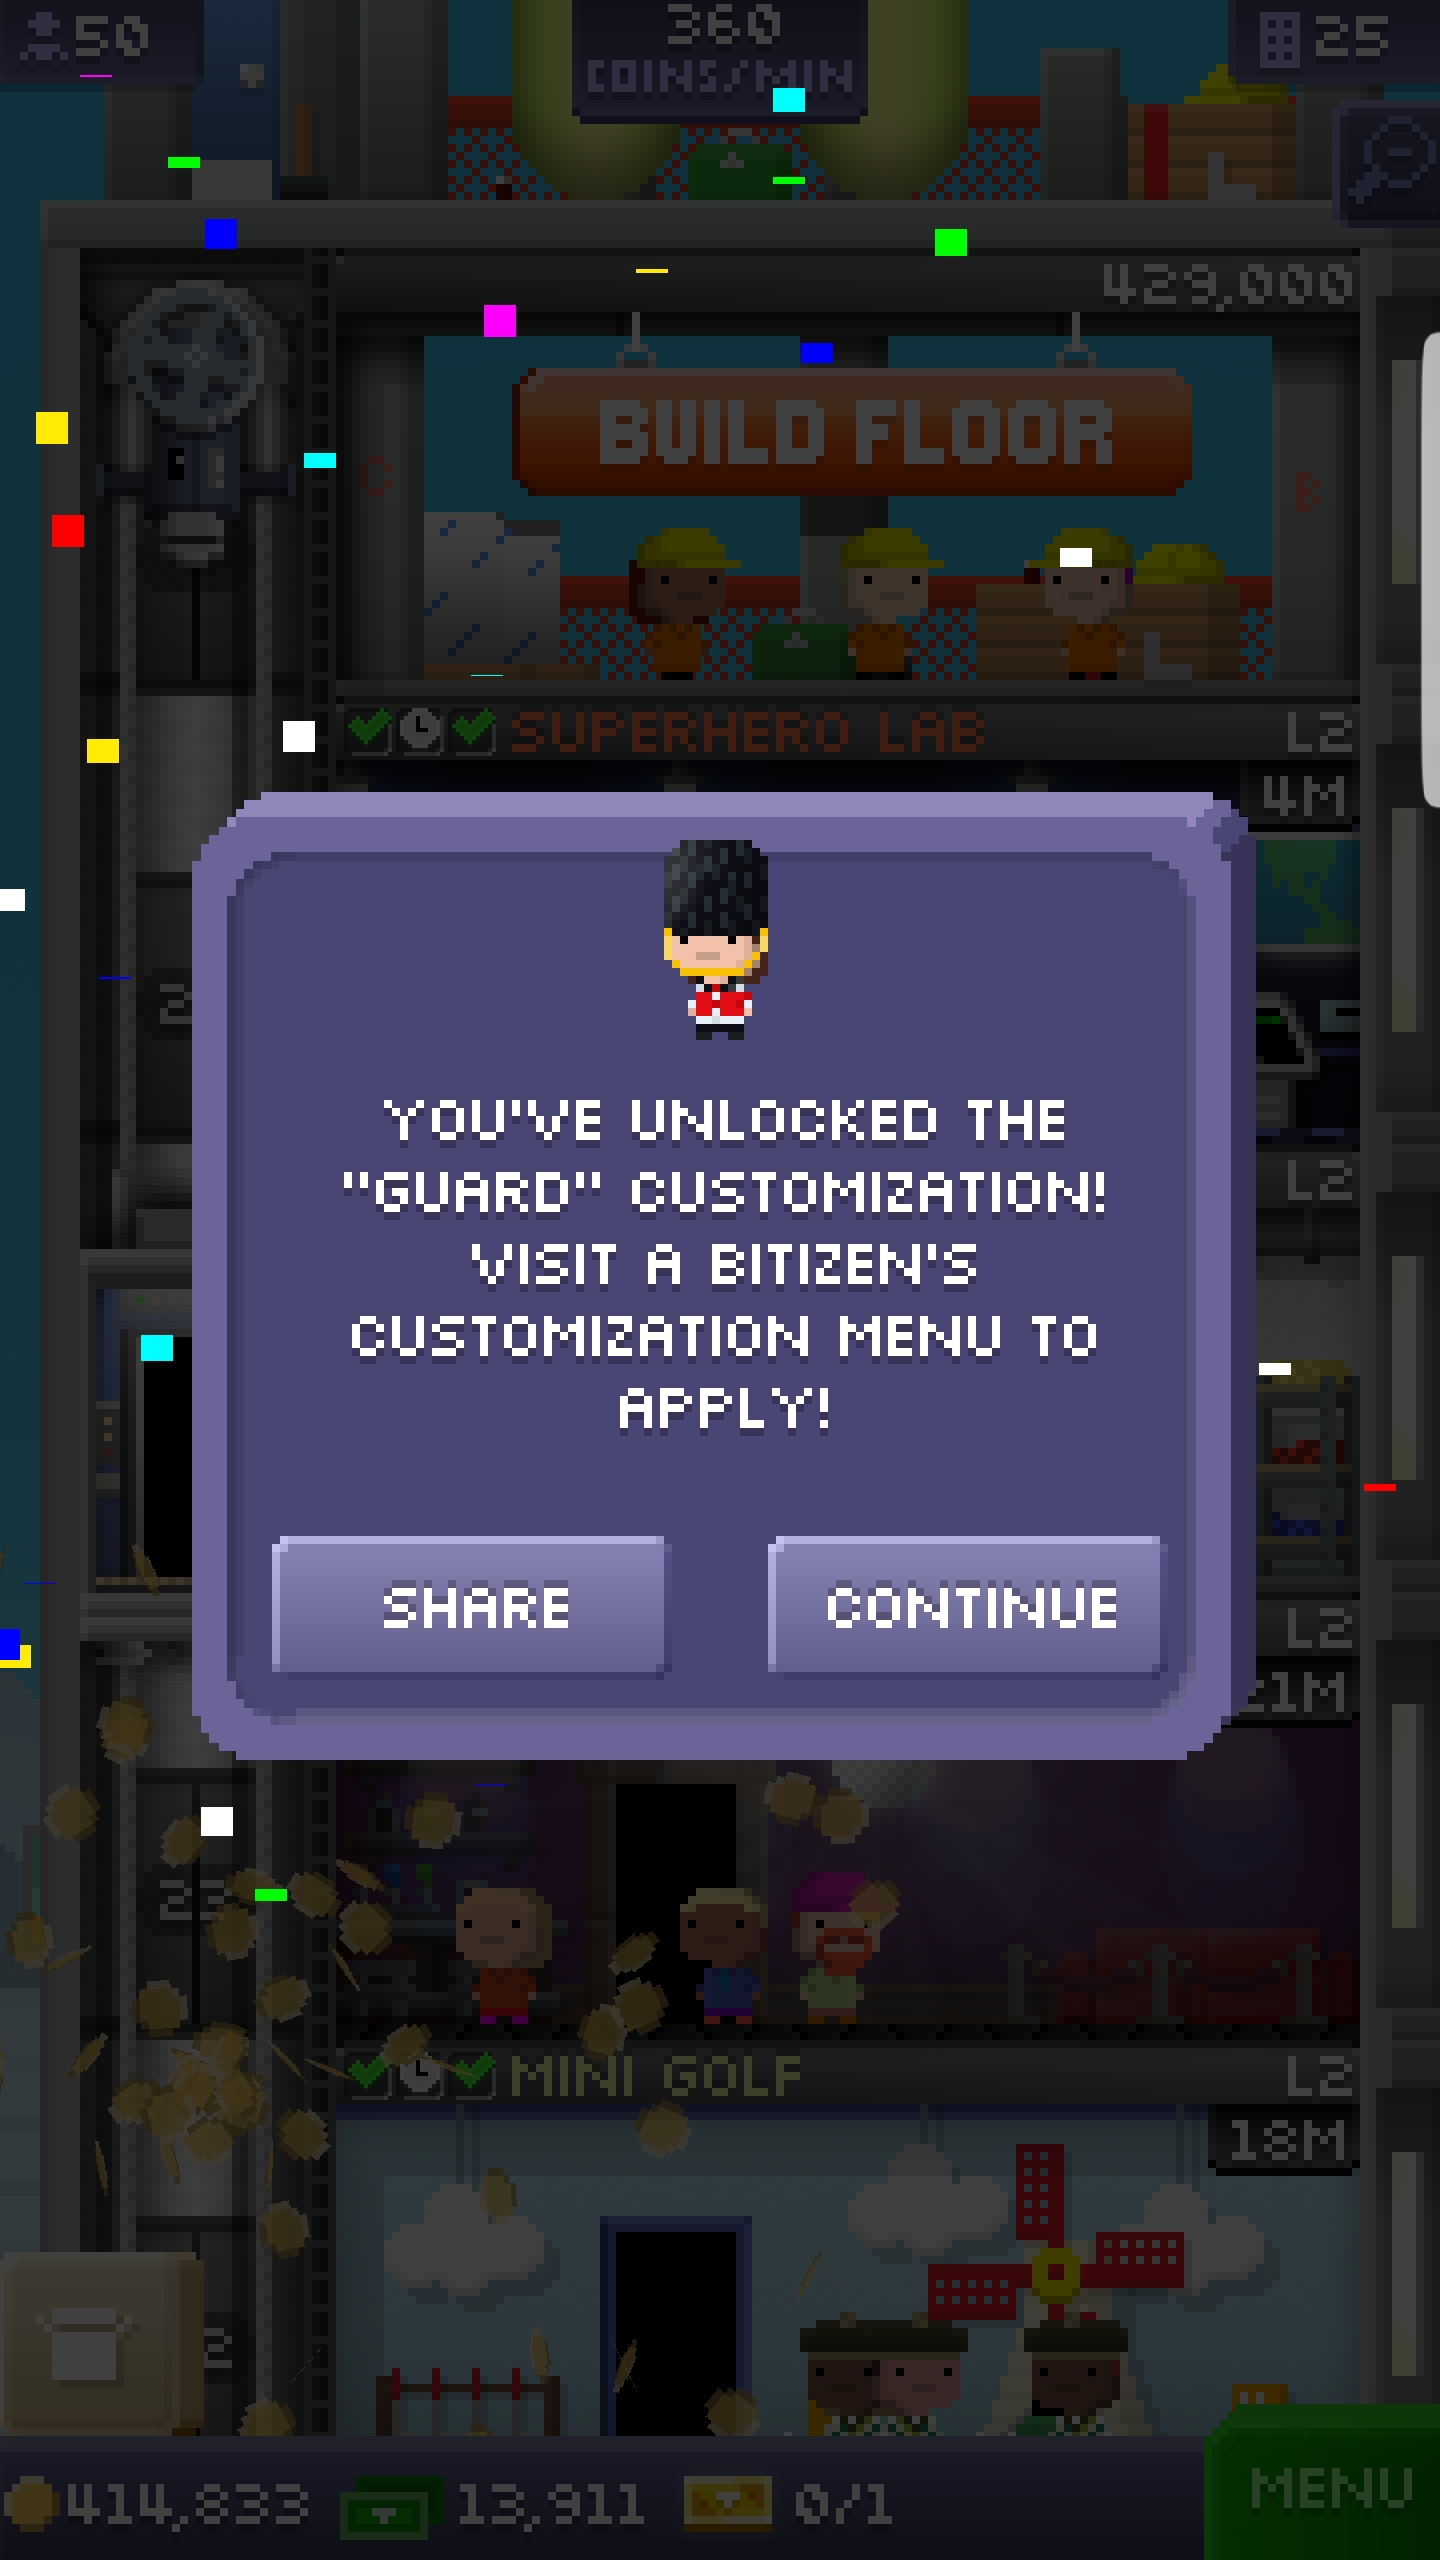 50
360
25
COINS/MIN
429,000
BUILD FLOOR
C
B
SUPERHERO LAB
L2
4M
YOU'VE UNLOCKED THE
"GUARD" CUSTOMIZATION!
VISIT A BITIZEN'S
CUSTOMIZATION MENU TO
APPLY!
L2
SHARE
CONTINUE
L2
21M
22
MINI GOLF
L2
18M
414,833
13,911
0/1
MENU